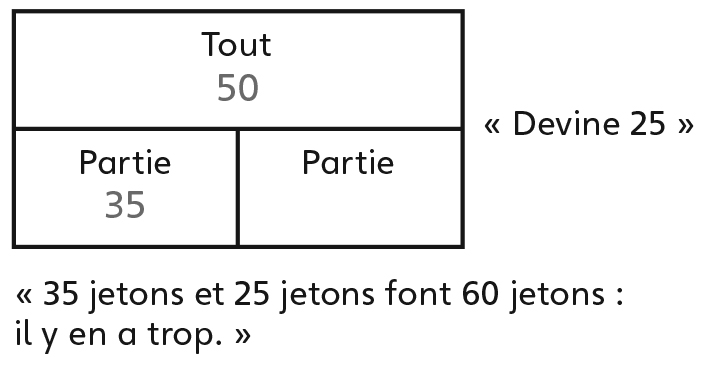 Tout
50
« Devine 25 »
Partie
35
Partie
« 35 jetons et 25 jetons font 60 jetons :
il y en a trop. »